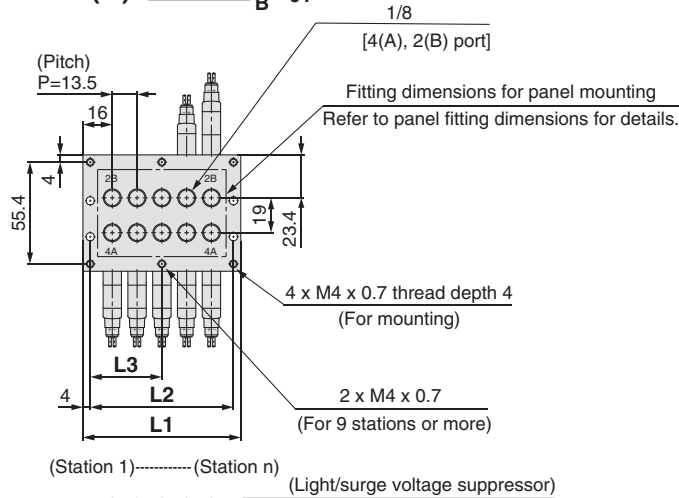 1/8
[4(A), 2(B) port]
(Pitch)
P=13.5
16
Fitting dimensions for panel mounting
Refer to panel fitting dimensions for details.
4
2B
2B
55.4
19
23.4
4A
4A
4 x M4 x 0.7 thread depth 4
(For mounting)
L3
4
L2
2 x M4 x 0.7
L1
(For 9 stations or more)
(Station 1)------------(Station n)
(Light/surge voltage suppressor)